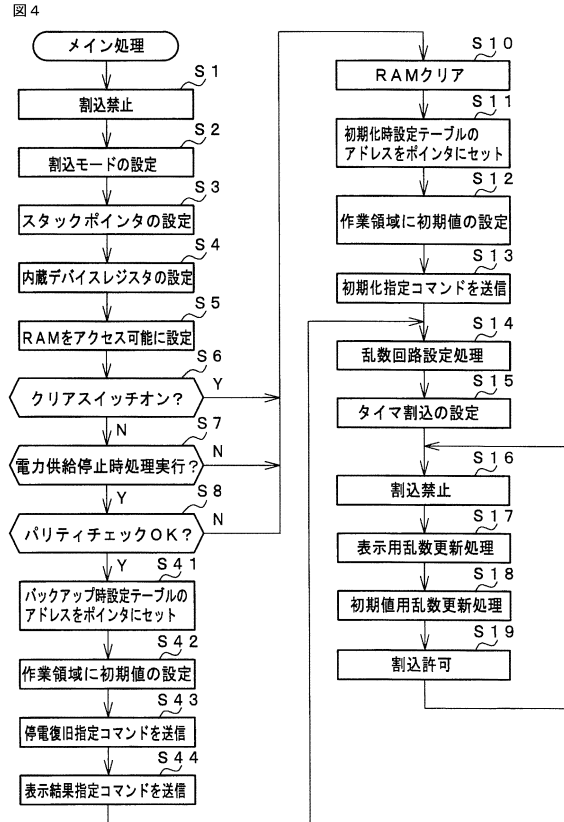 図4
メイン処理
S1
割込禁止
S2
割込モードの設定
S3
スタックポインタの設定
S4
内蔵デバイスレジスタの設定
S5
RAMをアクセス可能に設定
S6
クリアスイッチオン?
Y
N
S7
電力供給停止時処理実行?
N
Y
S8
パリティチェックOK?
N
Y
S41
バックアップ時設定テーブルの
アドレスをポインタにセット
S42
作業領域に初期値の設定
S43
停電復旧指定コマンドを送信
S44
表示結果指定コマンドを送信
S10
RAMクリア
S11
初期化時設定テーブルの
アドレスをポインタにセット
S12
作業領域に初期値の設定
S13
初期化指定コマンドを送信
S14
乱数回路設定処理
S15
タイマ割込の設定
S16
割込禁止
S17
表示用乱数更新処理
S18
初期値用乱数更新処理
S19
割込許可